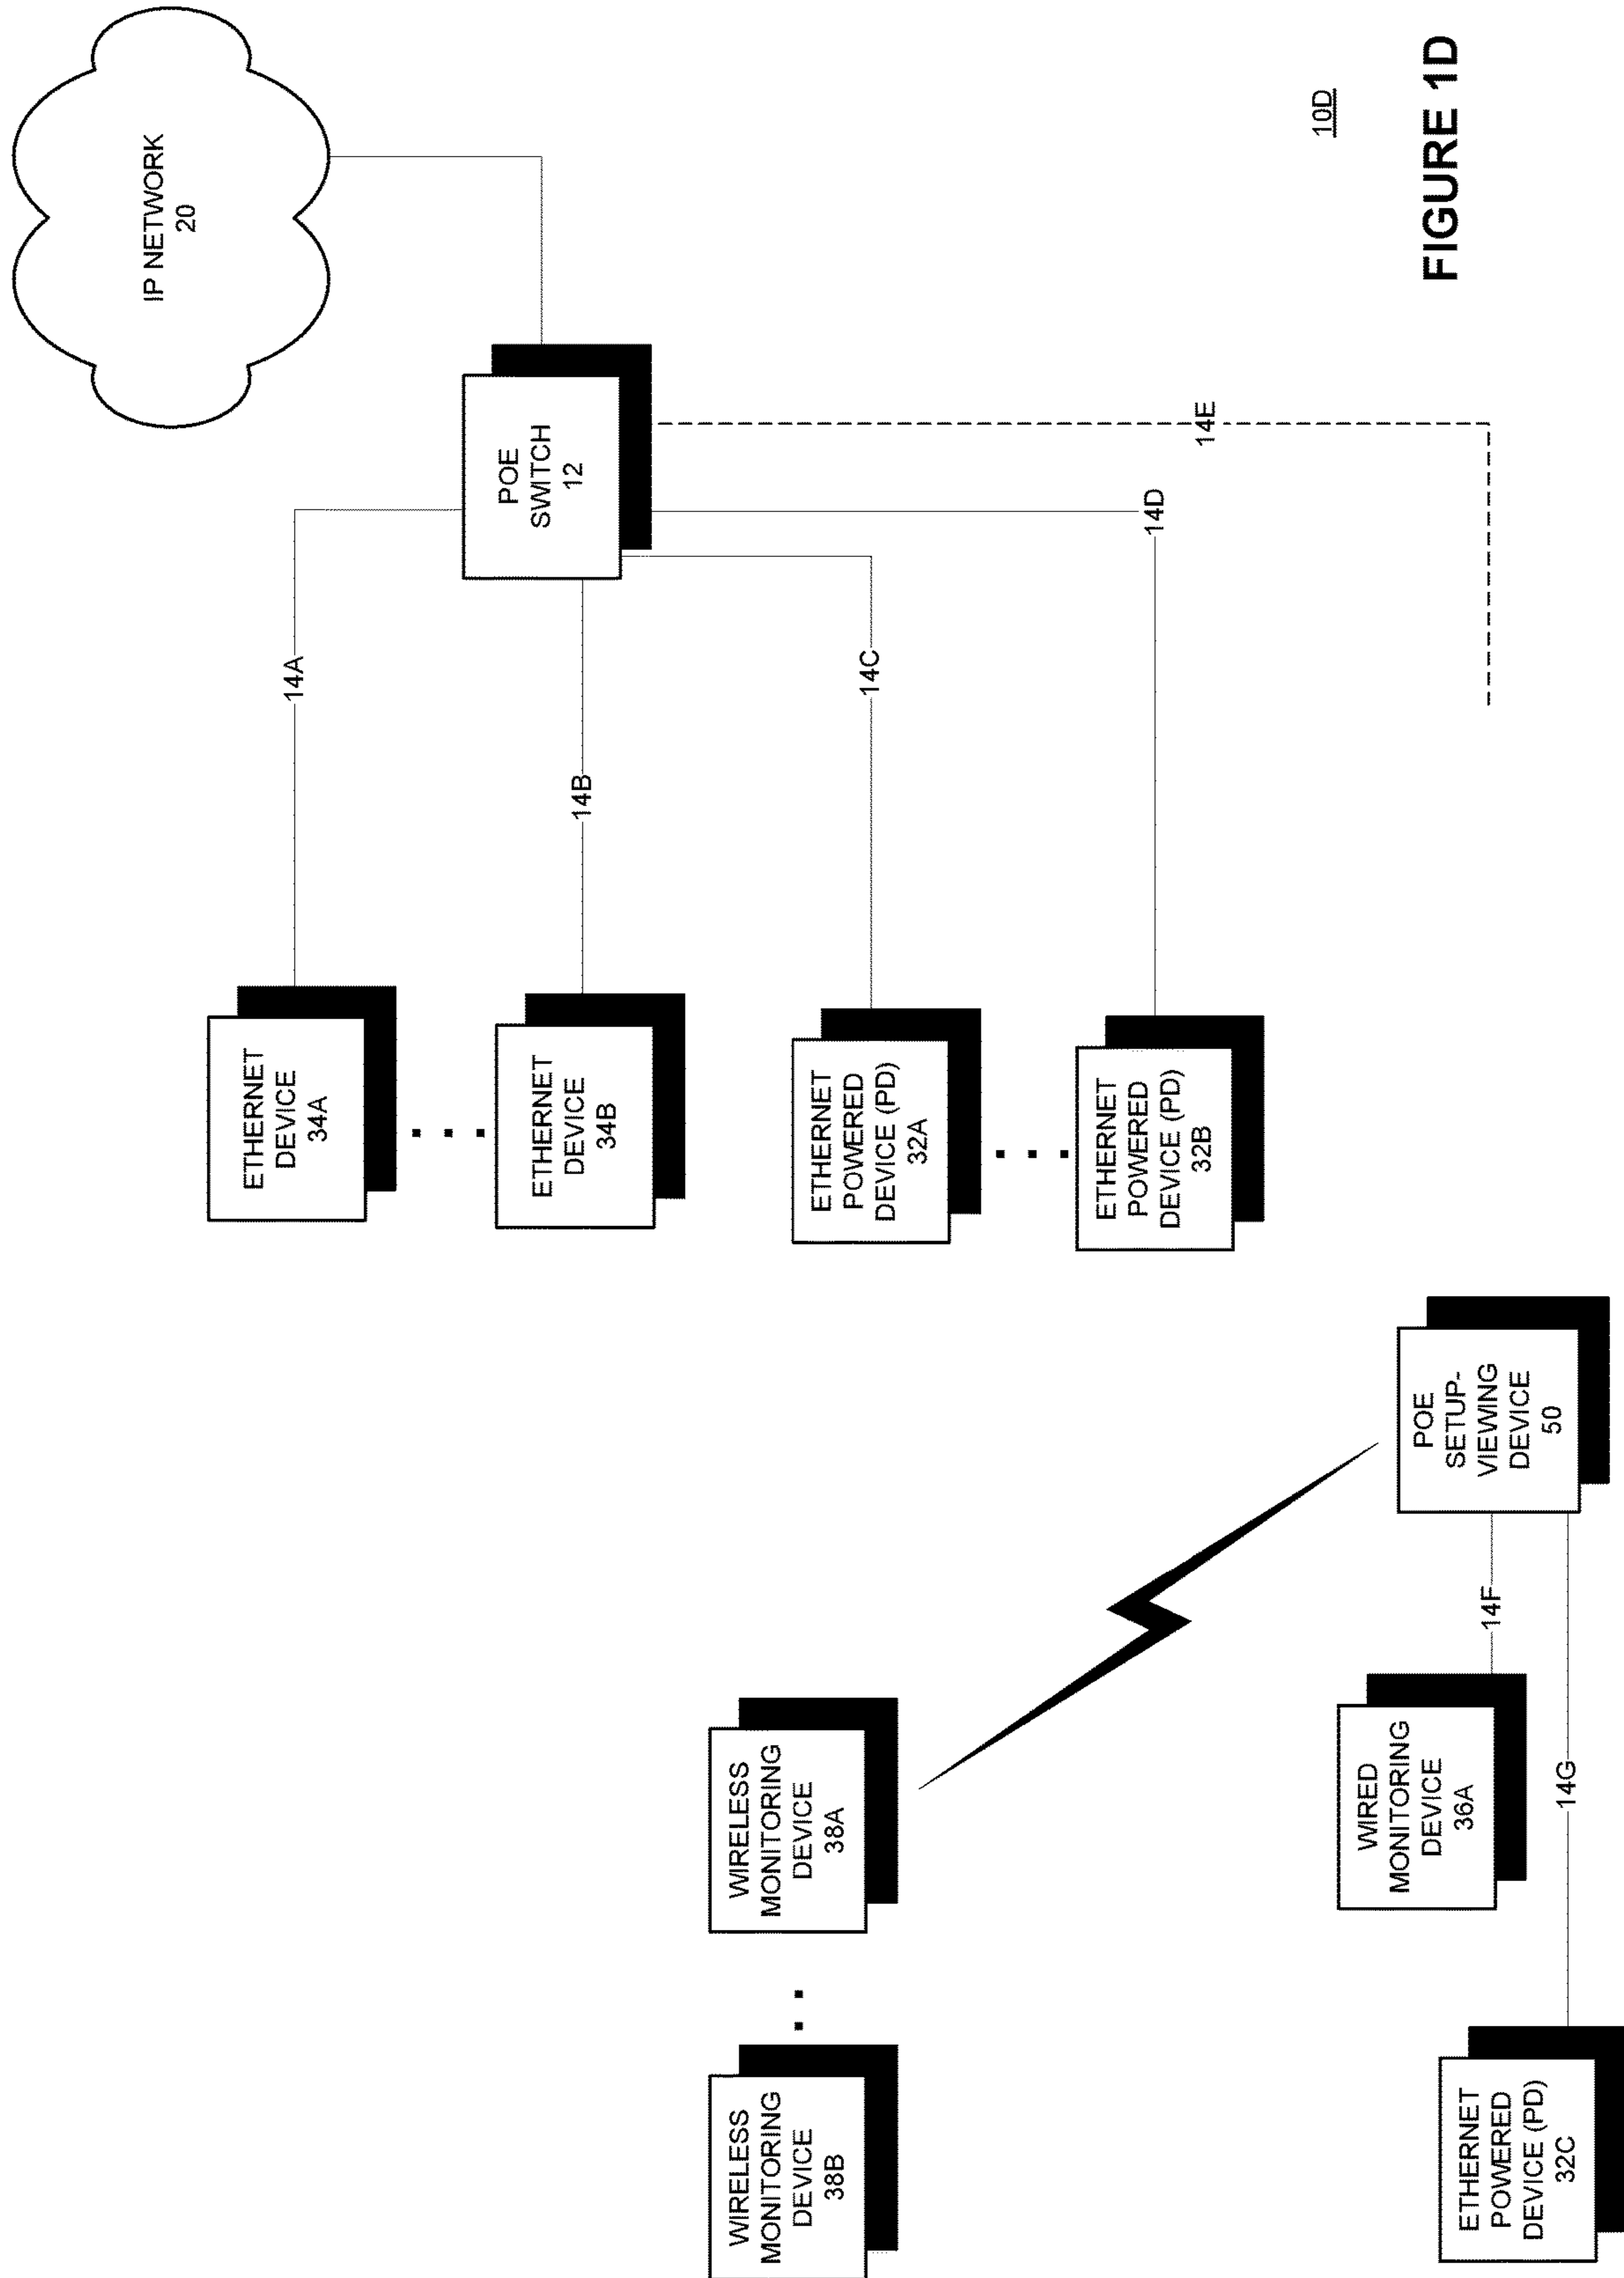 IP NETWORK
20
POE
SWITCH
12
14A
14B
14C
14D
14E
ETHERNET
DEVICE
34A
ETHERNET
DEVICE
34B
ETHERNET
POWERED
DEVICE (PD)
32A
ETHERNET
POWERED
DEVICE (PD)
32B
WIRELESS
MONITORING
DEVICE
38B
WIRELESS
MONITORING
DEVICE
38A
POE
SETUP-
VIEWING
DEVICE
50
14F
14G
WIRED
MONITORING
DEVICE
36A
ETHERNET
POWERED
DEVICE (PD)
32C
10D
FIGURE 1D